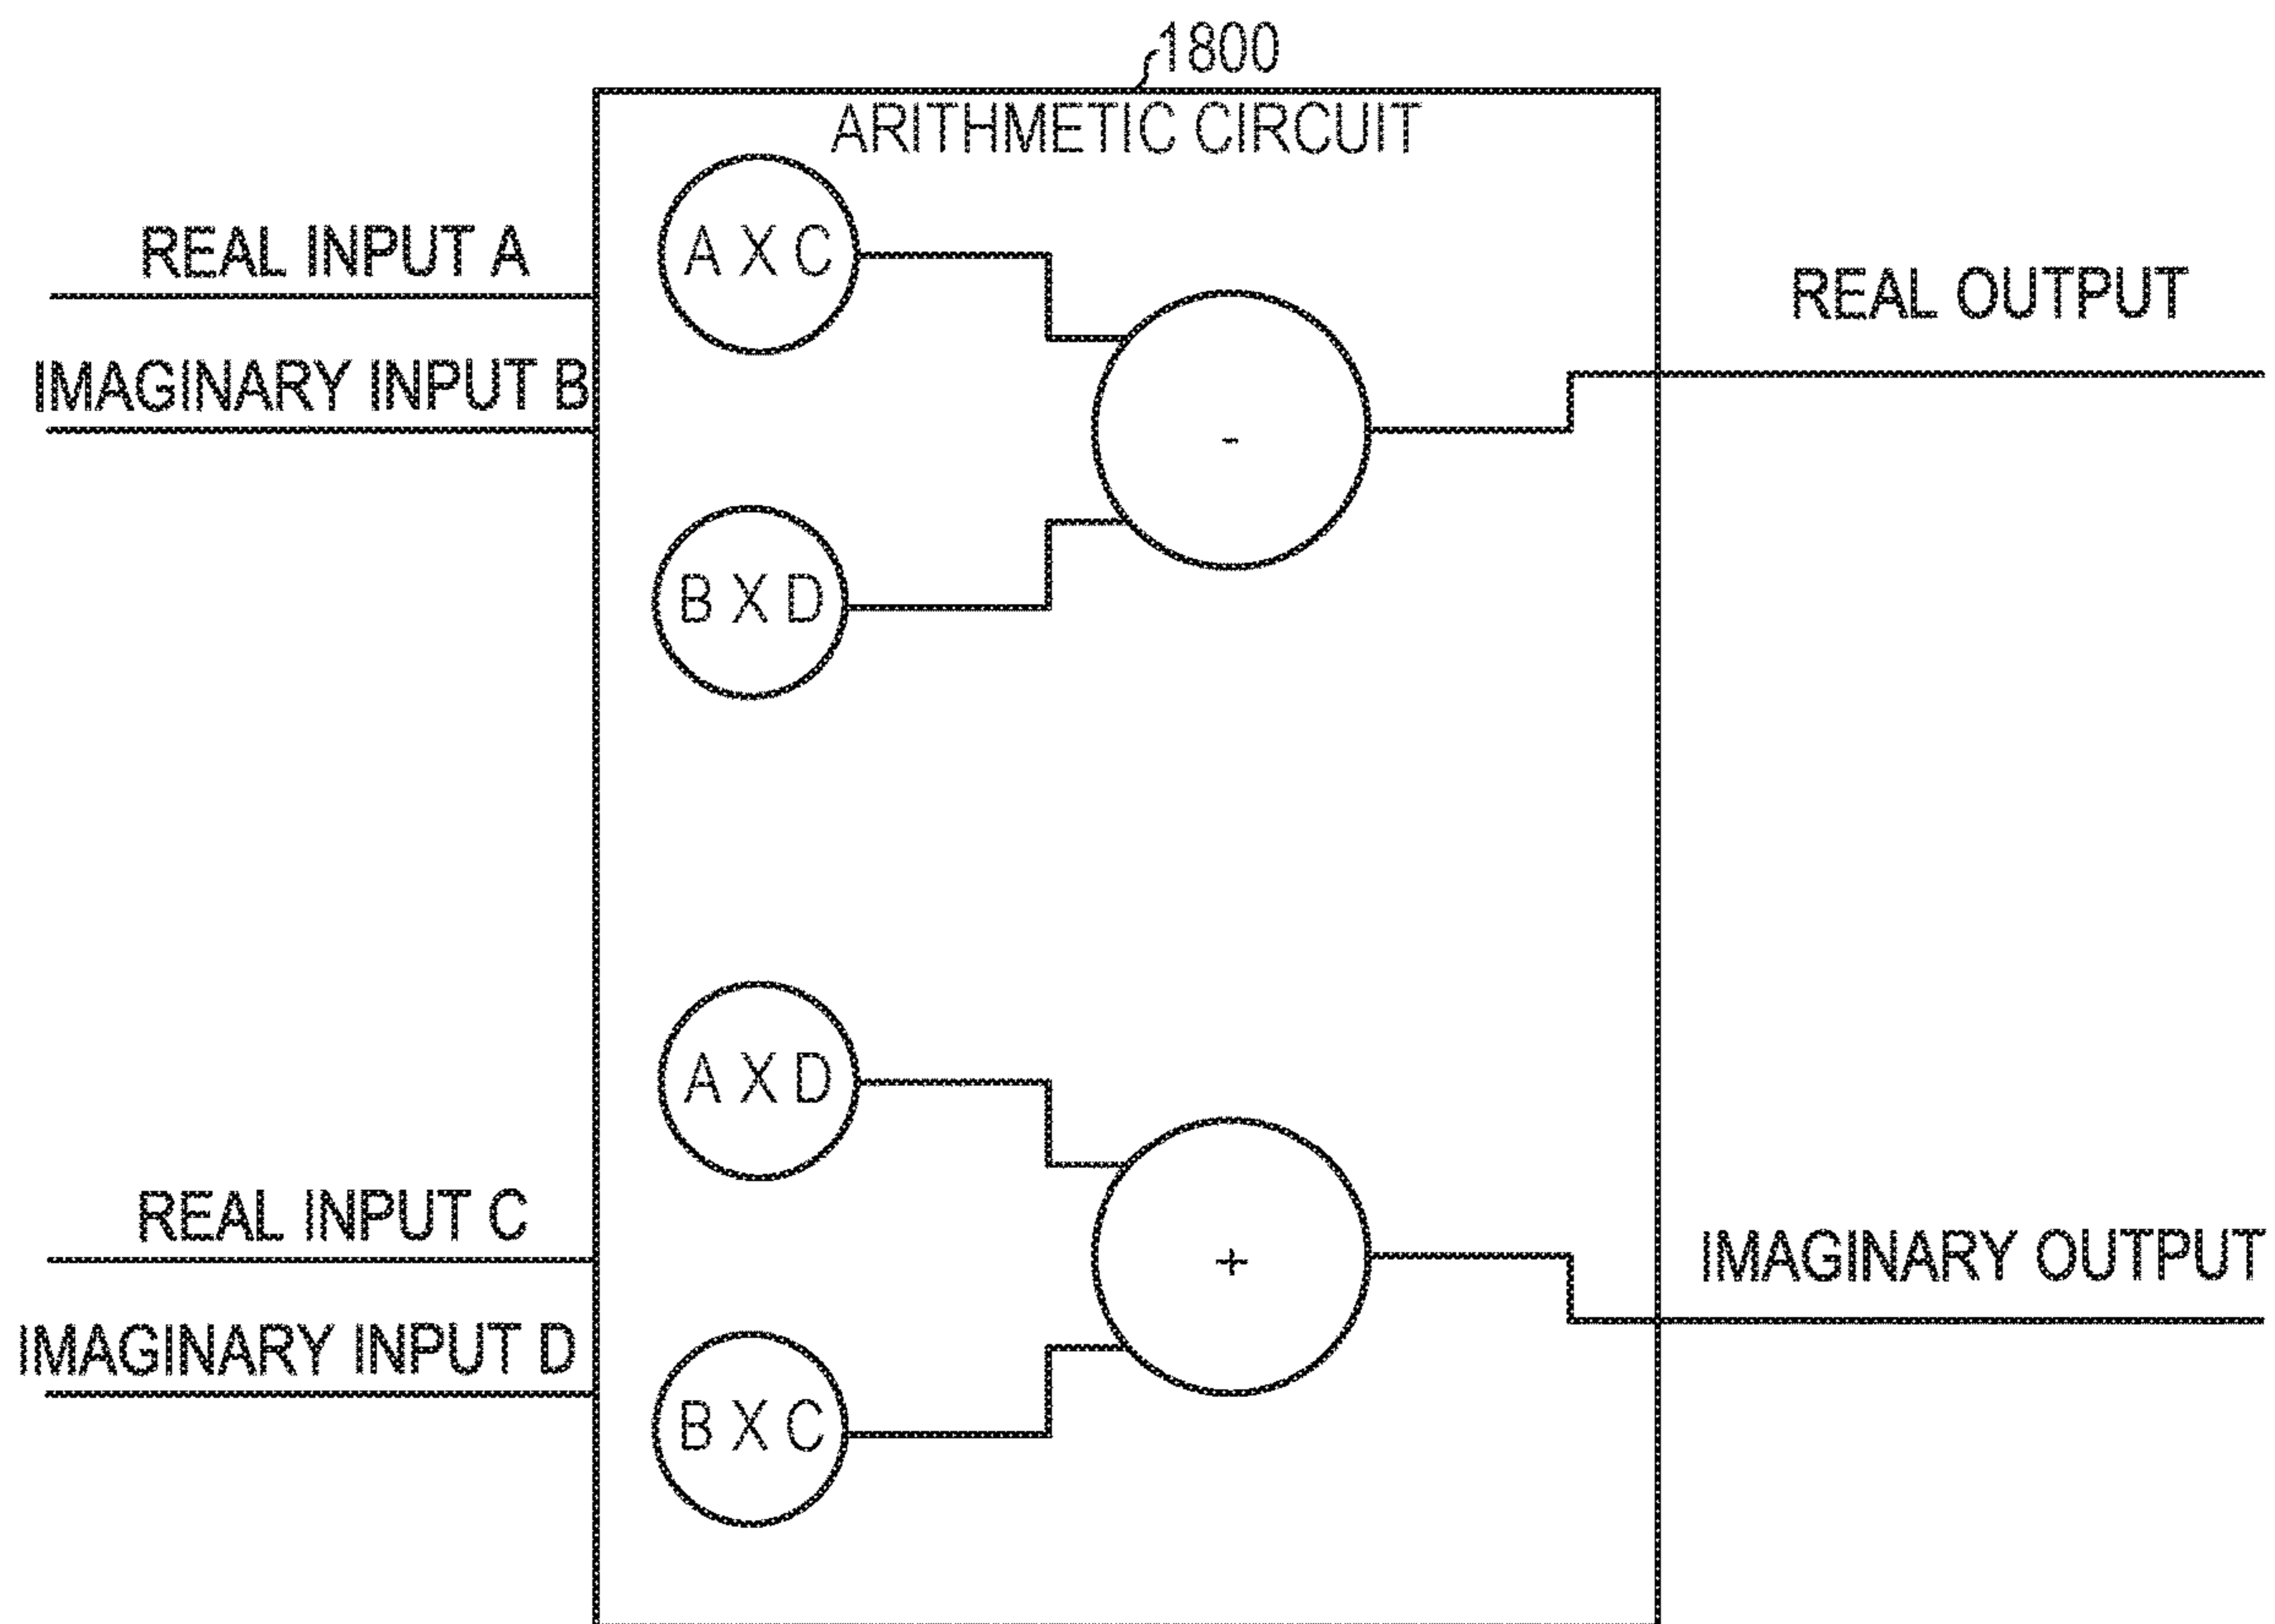 1800
ARITHMETIC CIRCUIT
REAL INPUT A
IMAGINARY INPUT B
A X C
B X D
-
REAL OUTPUT
REAL INPUT C
IMAGINARY INPUT D
A X D
B X C
+
IMAGINARY OUTPUT